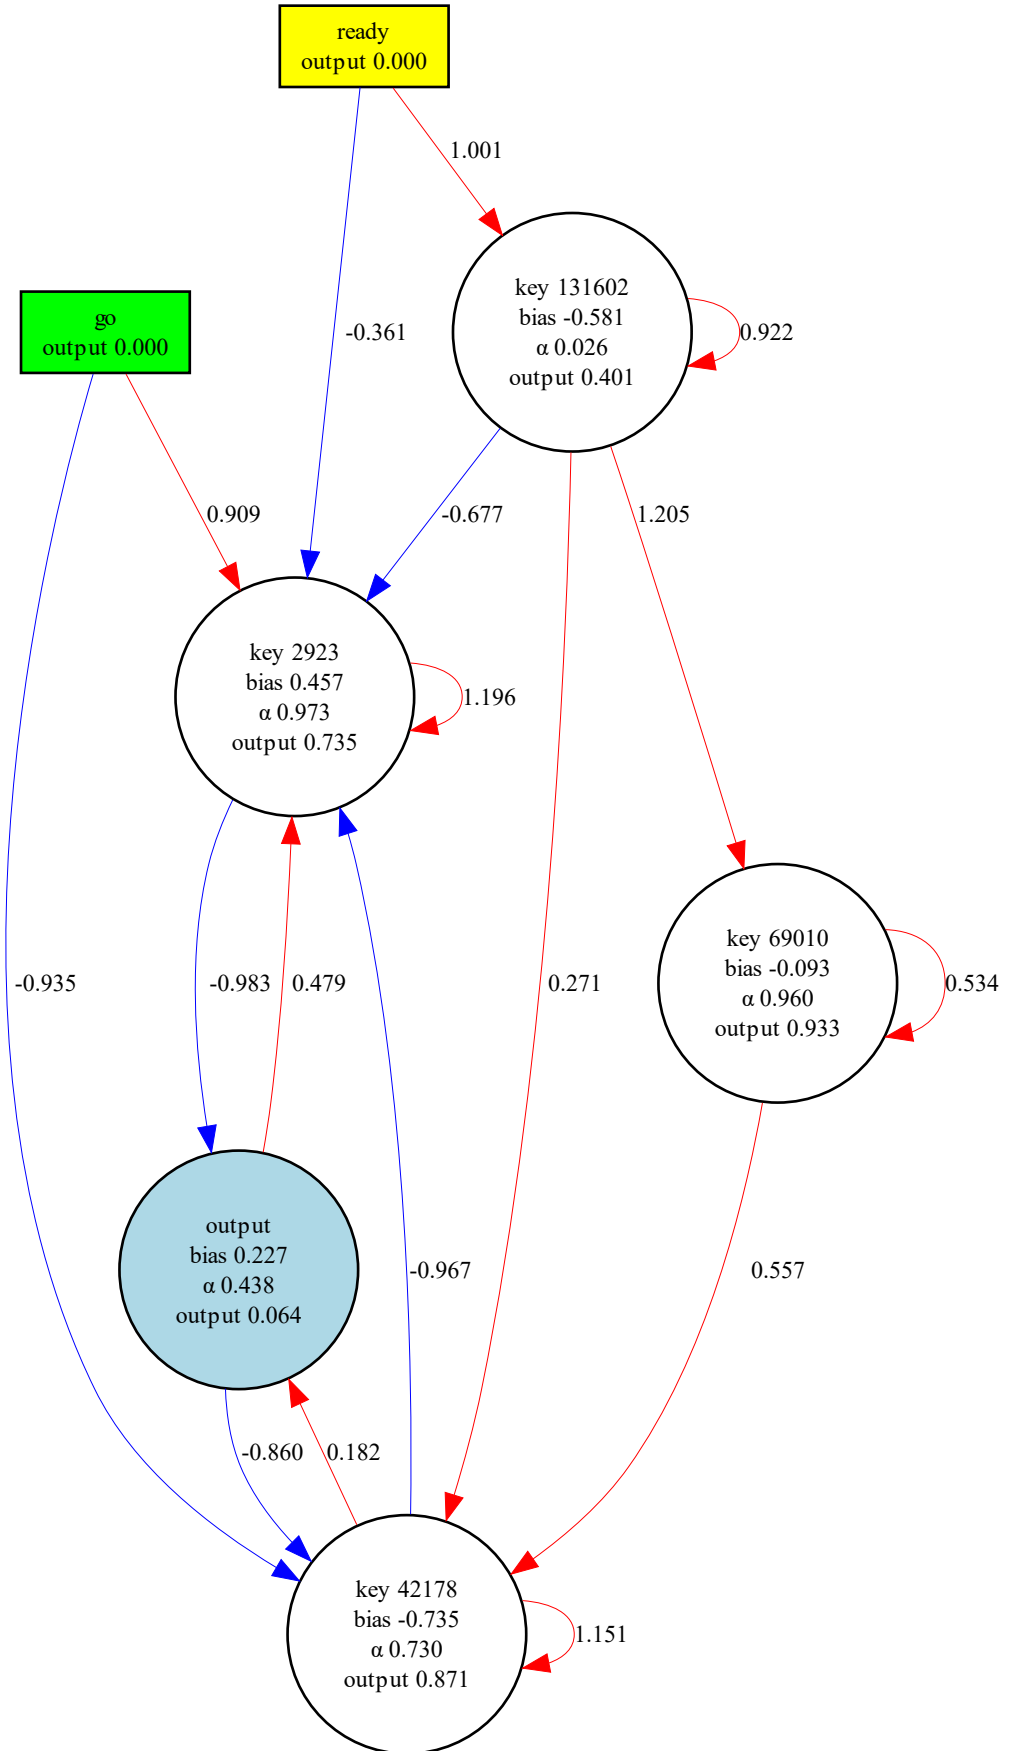 ready
output 0.000
1.001
key 131602
bias -0.581
α 0.026
output 0.401
0.922
go
output 0.000
-0.361
0.909
-0.677
1.205
key 2923
bias 0.457
α 0.973
output 0.735
1.196
key 69010
bias -0.093
α 0.960
output 0.933
0.534
-0.935
-0.983
0.479
0.271
output
bias 0.227
α 0.438
output 0.064
-0.967
0.557
-0.860
0.182
key 42178
bias -0.735
α 0.730
output 0.871
1.151